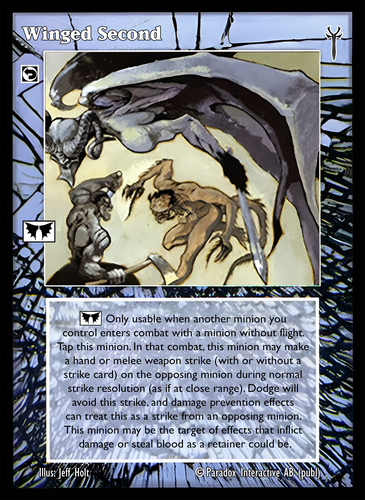 Winged Second
Only usable when another minion you
control enters combat with a minion without flight.
Tap this minion. In that combat, this minion may make
a hand or melee weapon strike (with or without a
strike card) on the opposing minion during normal
strike resolution (as if at close range). Dodge will
avoid this strike, and damage prevention effects
can treat this as a strike from an opposing minion.
This minion may be the target of effects that inflict
damage or steal blood as a retainer could be.
Illus: Jeff Holt
© Paradox Interactive AB (publ)